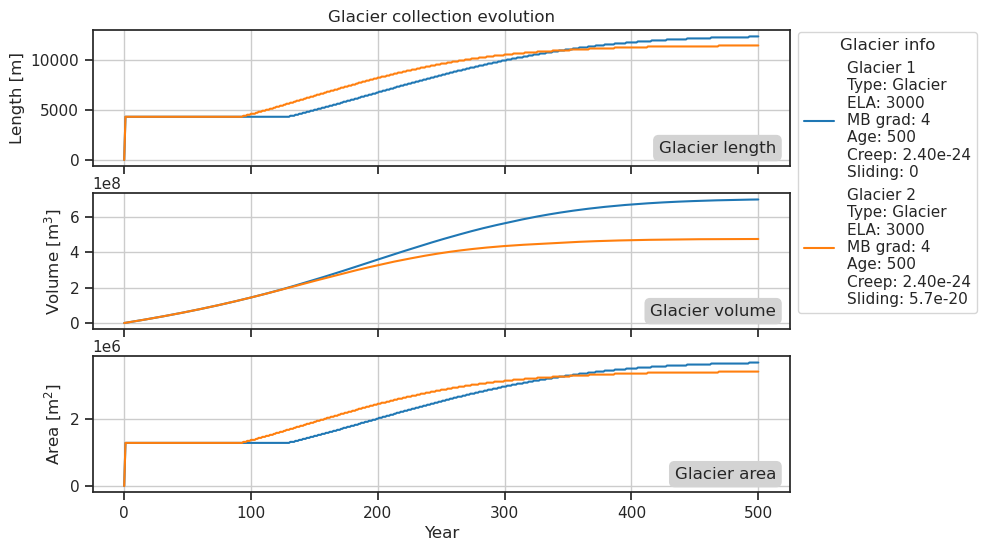 Glacier collection evolution
Length [m]
10000
5000
0
Glacier length
1e8
Volume [m³]
6
4
2
0
Glacier volume
1e6
Area [m²]
2
0
Glacier area
0
100
200
300
400
500
Year
Glacier info
Glacier 1
Type: Glacier
ELA: 3000
MB grad: 4
Age: 500
Creep: 2.40e-24
Sliding: 0
Glacier 2
Type: Glacier
ELA: 3000
MB grad: 4
Age: 500
Creep: 2.40e-24
Sliding: 5.7e-20